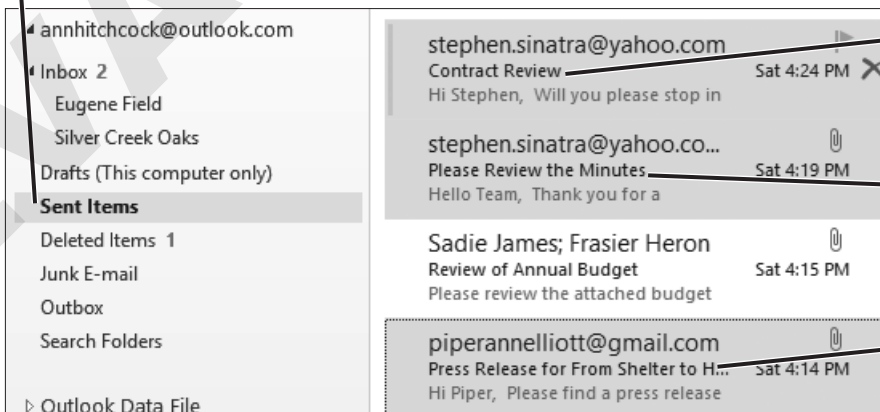 annhitchcock@outlook.com
Inbox 2
Eugene Field
Silver Creek Oaks
Drafts (This computer only)
Sent Items
Deleted Items 1
Junk E-mail
Outbox
Search Folders
Outlook Data File
stephen.sinatra@yahoo.com
Contract Review Sat 4:24 PM
Hi Stephen, Will you please stop in
stephen.sinatra@yahoo.co...
Please Review the Minutes Sat 4:19 PM
Hello Team, Thank you for a
Sadie James; Frasier Heron
Review of Annual Budget Sat 4:15 PM
Please review the attached budget
piperannelliott@gmail.com
Press Release for From Shelter to H... Sat 4:14 PM
Hi Piper, Please find a press release